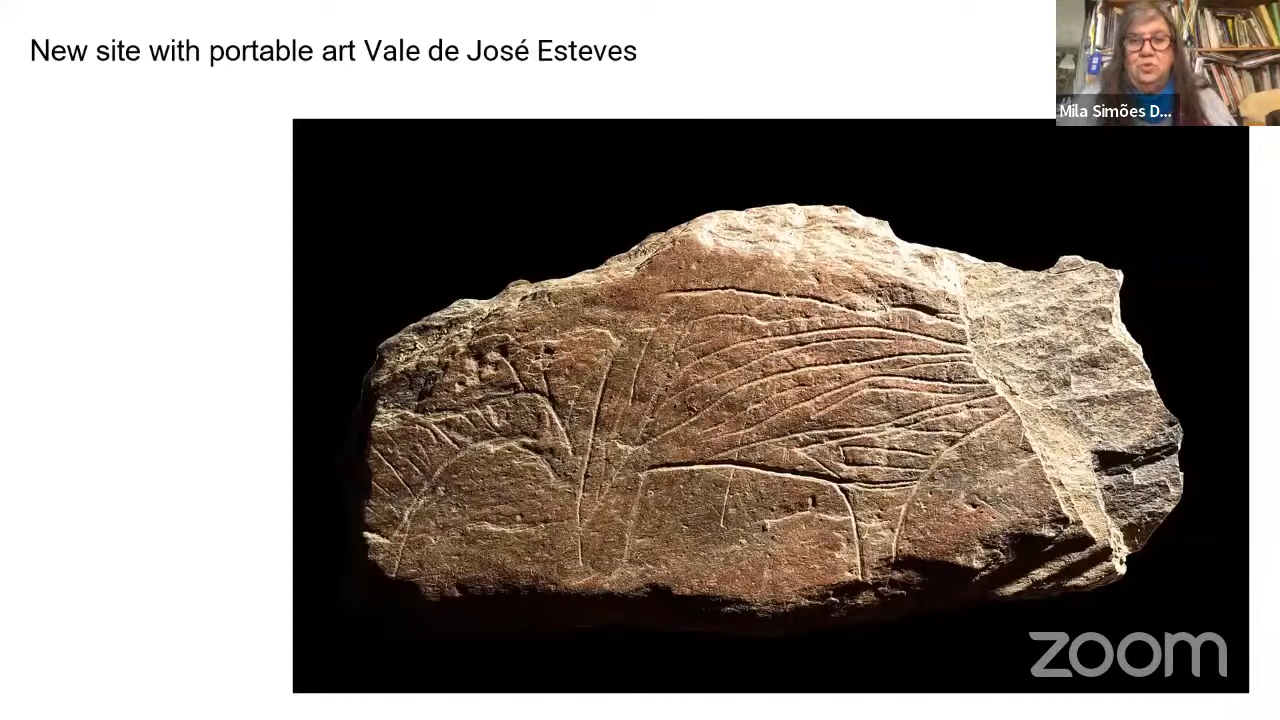 New site with portable art Vale de José Esteves
Mila Simões D...
zoom